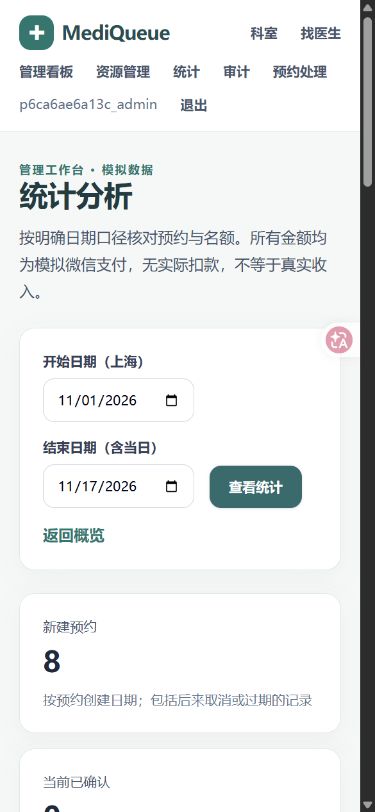 MediQueue
科室 找医生
管理看板 资源管理 统计 审计 预约处理
p6ca6ae6a13c_admin 退出
管理工作台 · 模拟数据
统计分析
按明确日期口径核对预约与名额。所有金额均
为模拟微信支付，无实际扣款，不等于真实收
入。
开始日期（上海）
11/01/2026
结束日期（含当日）
11/17/2026 查看统计
返回概览
新建预约
8
按预约创建日期；包括后来取消或过期的记录
当前已确认